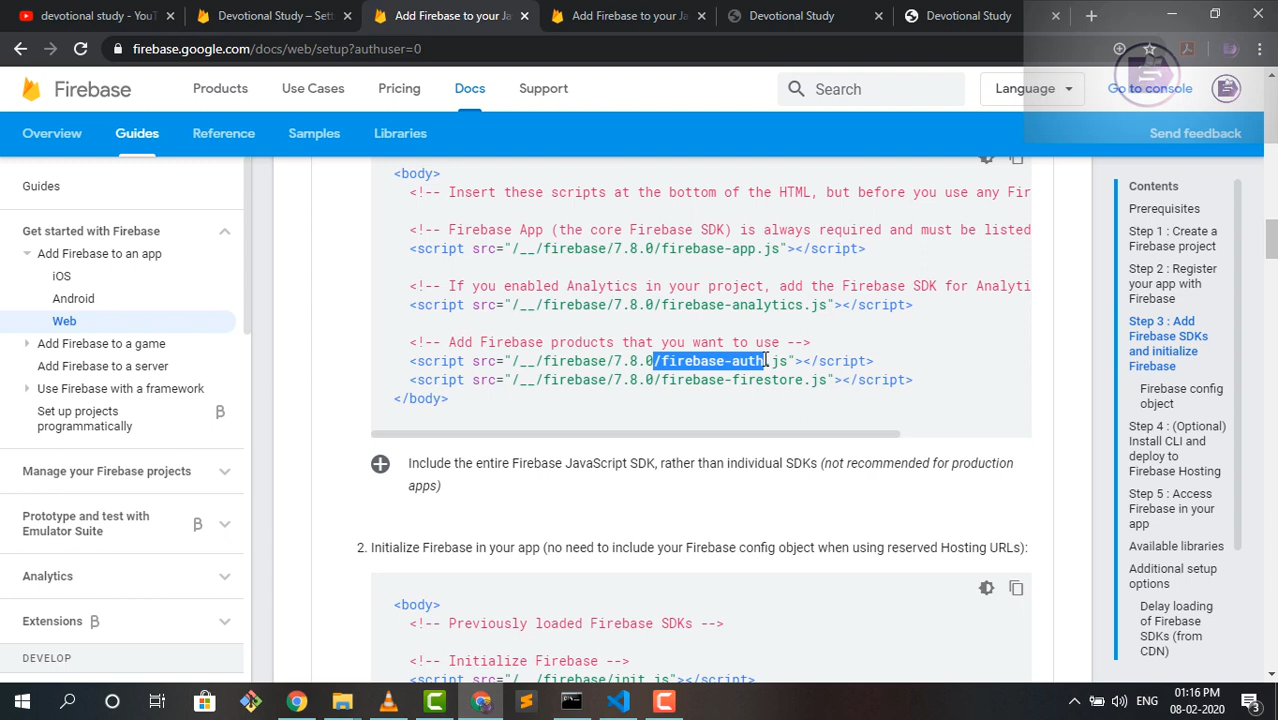 devotional study - YouT
Devotional Study – Sett
Add Firebase to your Ja
Add Firebase to your Ja
Devotional Study
Devotional Study
firebase.google.com/docs/web/setup?authuser=0
Firebase
Products
Use Cases
Pricing
Docs
Support
Search
Language
Go to console
Overview
Guides
Reference
Samples
Libraries
Send feedback
Guides
Get started with Firebase
Add Firebase to an app
iOS
Android
Web
Add Firebase to a game
Add Firebase to a server
Use Firebase with a framework
Set up projects
programmatically
β
Manage your Firebase projects
Prototype and test with
Emulator Suite
β
Analytics
Extensions β
DEVELOP
<body>
<!-- Insert these scripts at the bottom of the HTML, but before you use any Fir
<!-- Firebase App (the core Firebase SDK) is always required and must be listed
<script src="/__/firebase/7.8.0/firebase-app.js"></script>
<!-- If you enabled Analytics in your project, add the Firebase SDK for Analyti
<script src="/__/firebase/7.8.0/firebase-analytics.js"></script>
<!-- Add Firebase products that you want to use -->
<script src="/__/firebase/7.8.0/firebase-auth.js"></script>
<script src="/__/firebase/7.8.0/firebase-firestore.js"></script>
</body>
Include the entire Firebase JavaScript SDK, rather than individual SDKs (not recommended for production
apps)
2. Initialize Firebase in your app (no need to include your Firebase config object when using reserved Hosting URLs):
<body>
<!-- Previously loaded Firebase SDKs -->
<!-- Initialize Firebase -->
<script src="/__/firebase/init.js"></script>
Contents
Prerequisites
Step 1 : Create a
Firebase project
Step 2 : Register
your app with
Firebase
Step 3 : Add
Firebase SDKs
and initialize
Firebase
Firebase config
object
Step 4 : (Optional)
Install CLI and
deploy to
Firebase Hosting
Step 5 : Access
Firebase in your
app
Available libraries
Additional setup
options
Delay loading
of Firebase
SDKs (from
CDN)
ENG
01:16 PM
08-02-2020
3